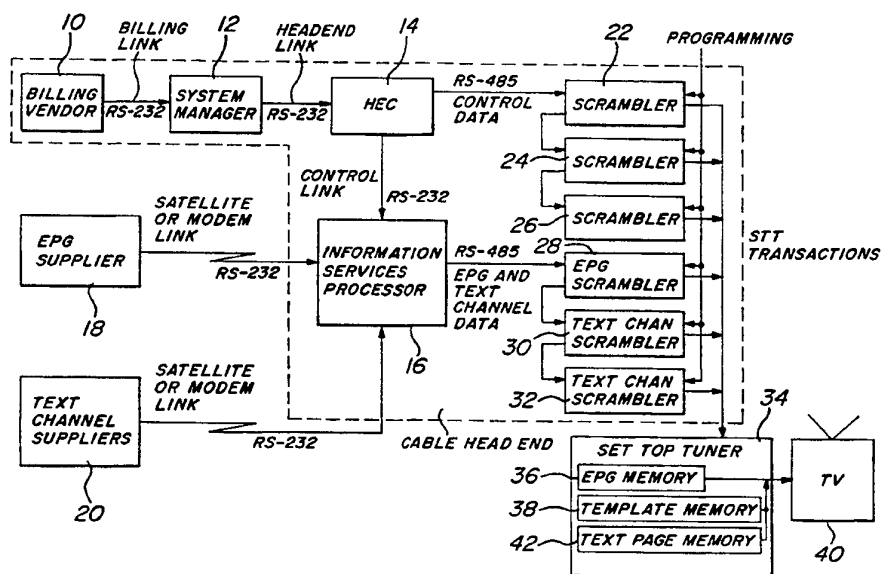 10
BILLING
LINK
12
HEADEND
LINK
14
22
PROGRAMMING
BILLING
VENDOR
RS-232
SYSTEM
MANAGER
RS-232
HEC
RS-485
CONTROL
DATA
SCRAMBLER
24
SCRAMBLER
26
SCRAMBLER
CONTROL
LINK
RS-232
STT
TRANSACTIONS
SATELLITE
OR MODEM
LINK
EPG
SUPPLIER
RS-232
18
INFORMATION
SERVICES
PROCESSOR
16
RS-485
EPG AND
TEXT
CHANNEL
DATA
28
EPG
SCRAMBLER
30
TEXT CHAN
SCRAMBLER
32
TEXT CHAN
SCRAMBLER
SATELLITE
OR MODEM
LINK
TEXT
CHANNEL
SUPPLIERS
RS-232
20
CABLE HEAD END
34
SET TOP TUNER
36
EPG MEMORY
38
TEMPLATE MEMORY
42
TEXT PAGE MEMORY
TV
40